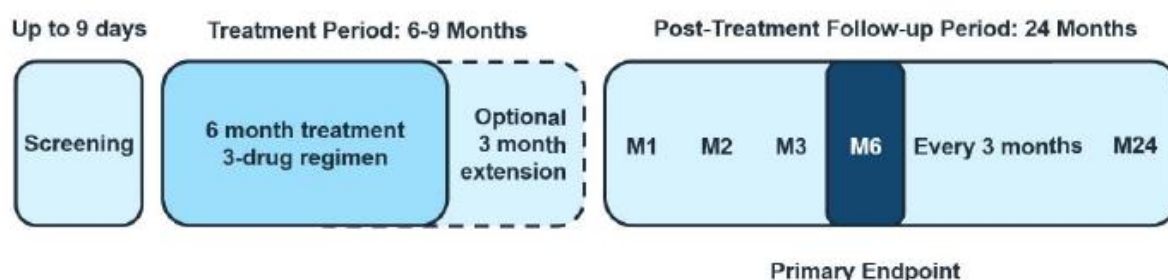 Up to 9 days
Treatment Period: 6-9 Months
Post-Treatment Follow-up Period: 24 Months
Screening
6 month treatment
3-drug regimen
Optional
3 month
extension
M1 M2 M3 M6 Every 3 months M24
Primary Endpoint